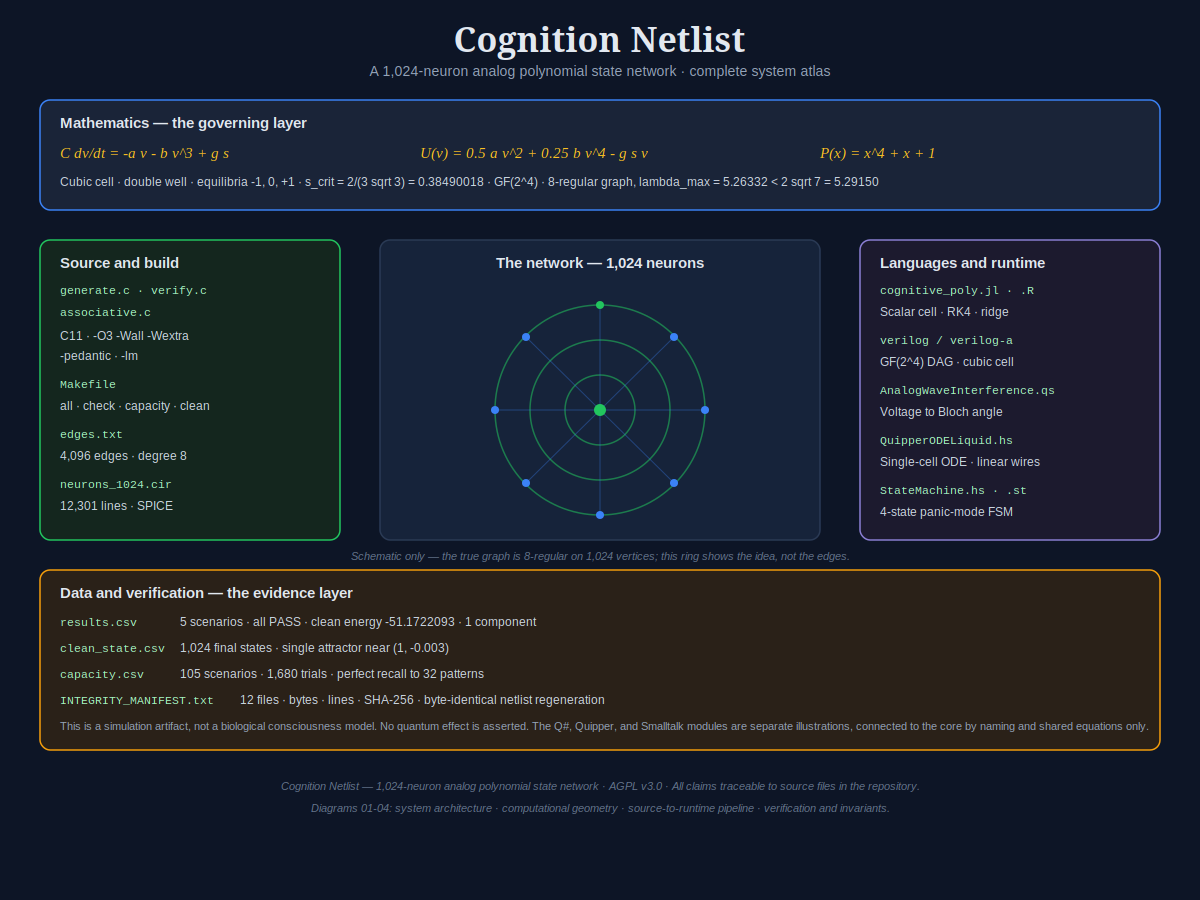 Cognition Netlist
A 1,024-neuron analog polynomial state network · complete system atlas
Mathematics — the governing layer
C dv/dt = -a v - b v^3 + g s
U(v) = 0.5 a v^2 + 0.25 b v^4 - g s v
P(x) = x^4 + x + 1
Cubic cell · double well · equilibria -1, 0, +1 · s_crit = 2/(3 sqrt 3) = 0.38490018 · GF(2^4) · 8-regular graph, lambda_max = 5.26332 < 2 sqrt 7 = 5.29150
Source and build
generate.c · verify.c
associative.c
C11 · -O3 -Wall -Wextra
-pedantic · -lm
Makefile
all · check · capacity · clean
edges.txt
4,096 edges · degree 8
neurons_1024.cir
12,301 lines · SPICE
The network — 1,024 neurons
Languages and runtime
cognitive_poly.jl · .R
Scalar cell · RK4 · ridge
verilog / verilog-a
GF(2^4) DAG · cubic cell
AnalogWaveInterference.qs
Voltage to Bloch angle
QuipperODELiquid.hs
Single-cell ODE · linear wires
StateMachine.hs · .st
4-state panic-mode FSM
Schematic only — the true graph is 8-regular on 1,024 vertices; this ring shows the idea, not the edges.
Data and verification — the evidence layer
results.csv 5 scenarios · all PASS · clean energy -51.1722093 · 1 component
clean_state.csv 1,024 final states · single attractor near (1, -0.003)
capacity.csv 105 scenarios · 1,680 trials · perfect recall to 32 patterns
INTEGRITY_MANIFEST.txt 12 files · bytes · lines · SHA-256 · byte-identical netlist regeneration
This is a simulation artifact, not a biological consciousness model. No quantum effect is asserted. The Q#, Quipper, and Smalltalk modules are separate illustrations, connected to the core by naming and shared equations only.
Cognition Netlist — 1,024-neuron analog polynomial state network · AGPL v3.0 · All claims traceable to source files in the repository.
Diagrams 01-04: system architecture · computational geometry · source-to-runtime pipeline · verification and invariants.